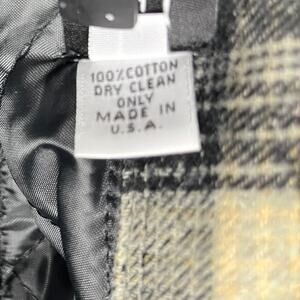 100%COTTON
DRY CLEAN
ONLY
MADE IN
U.S.A.